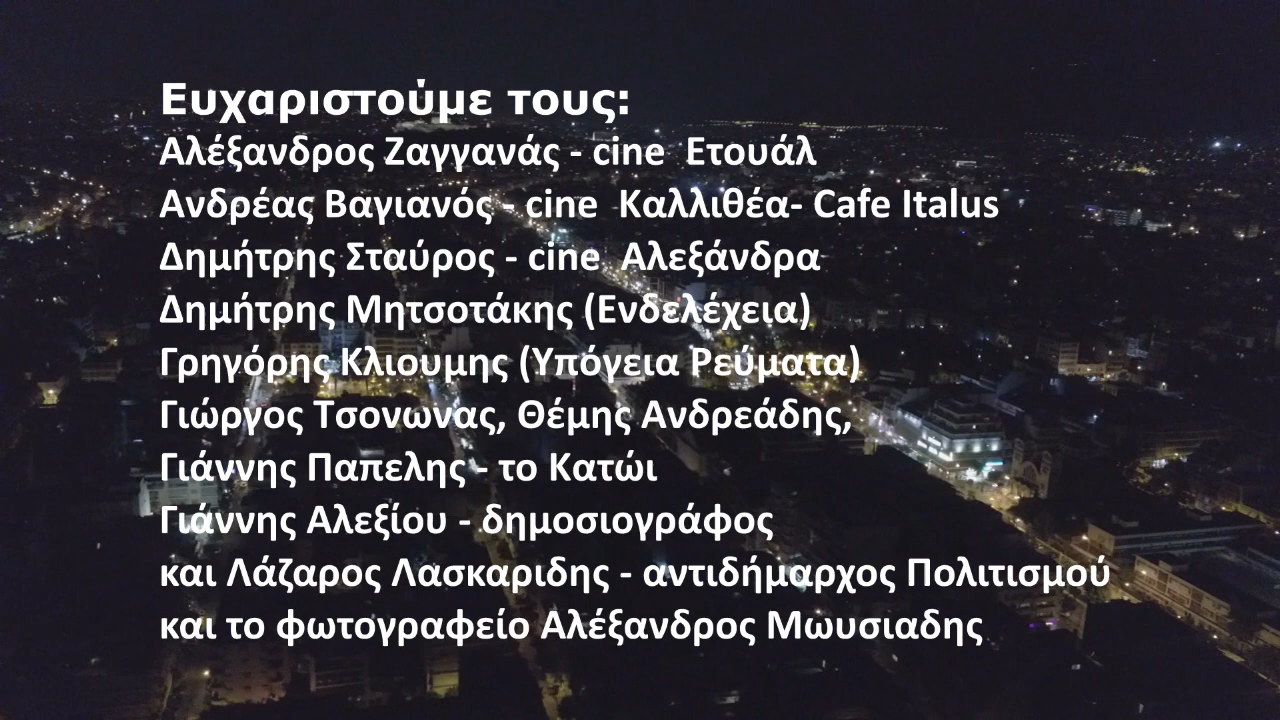 Ευχαριστούμε τους:
Αλέξανδρος Ζαγγανάς - cine  Ετουάλ
Ανδρέας Βαγιανός - cine  Καλλιθέα- Cafe Italus
Δημήτρης Σταύρος - cine  Αλεξάνδρα
Δημήτρης Μητσοτάκης (Ενδελέχεια)
Γρηγόρης Κλιουμης (Υπόγεια Ρεύματα)
Γιώργος Τσονωνας, Θέμης Ανδρεάδης,
Γιάννης Παπελης - το Κατώι
Γιάννης Αλεξίου - δημοσιογράφος
και Λάζαρος Λασκαριδης - αντιδήμαρχος Πολιτισμού
και το φωτογραφείο Αλέξανδρος Μωυσιαδης